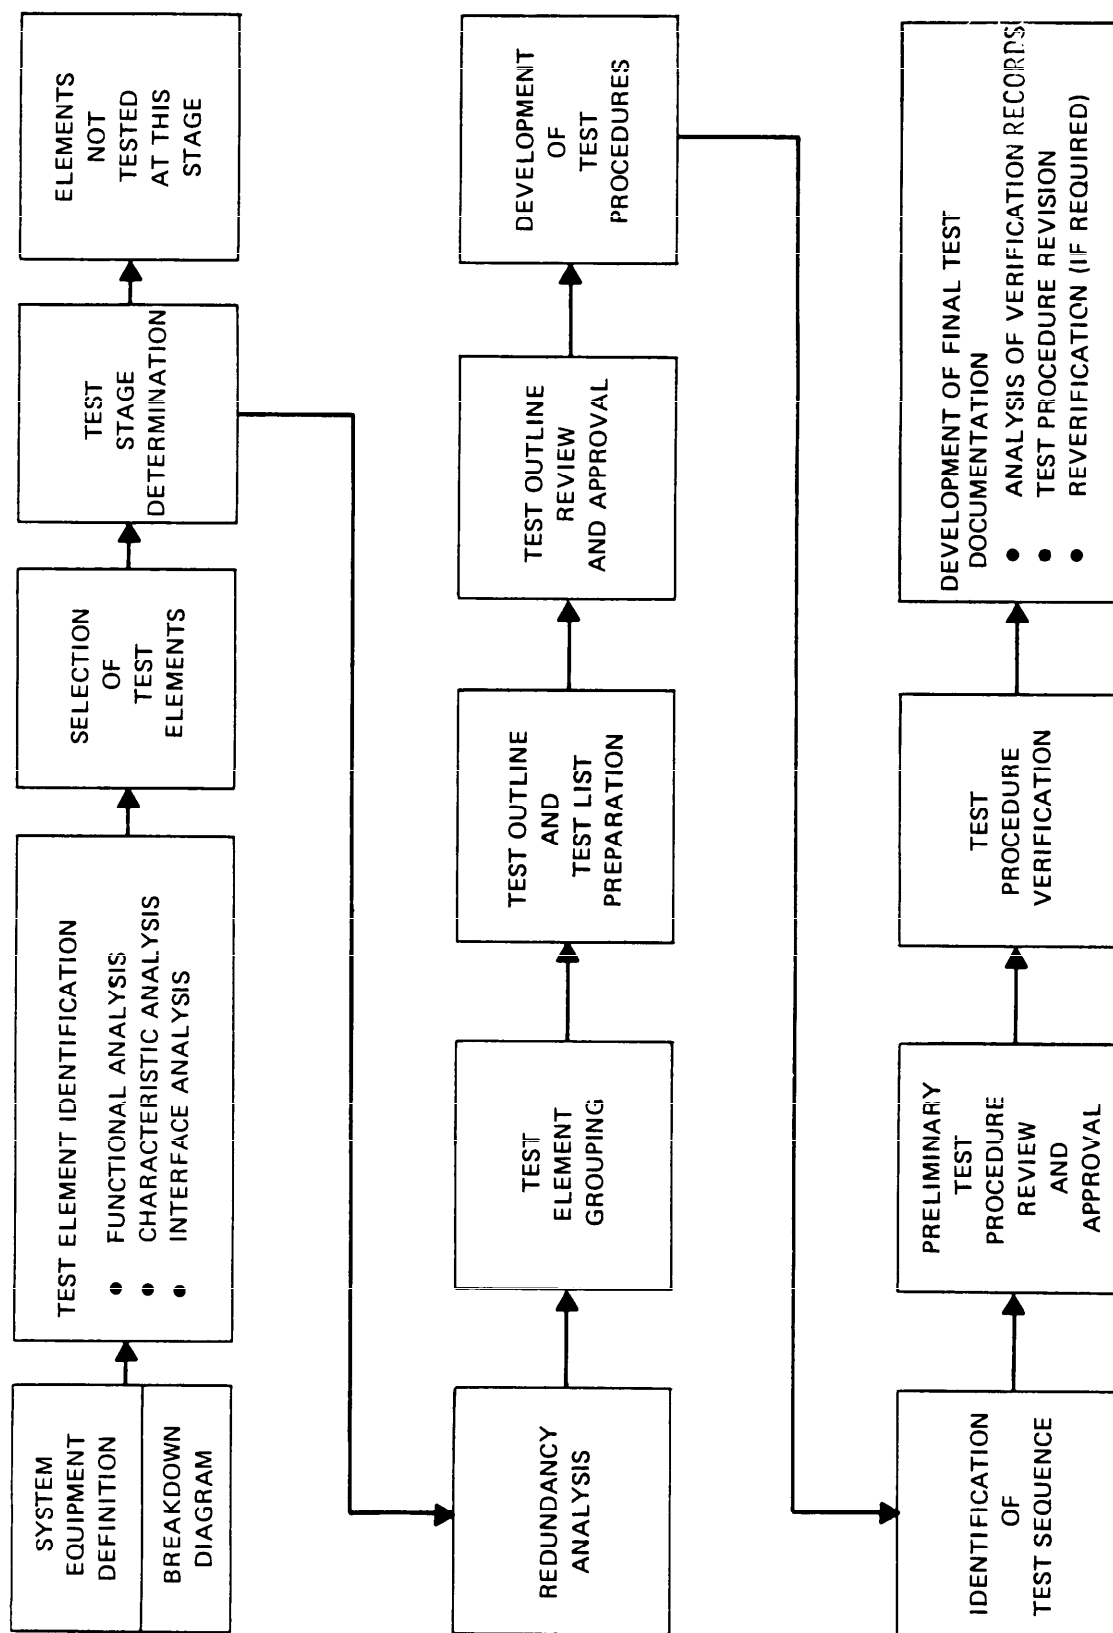 SYSTEM
EQUIPMENT
DEFINITION
BREAKDOWN
DIAGRAM
TEST ELEMENT IDENTIFICATION
• FUNCTIONAL ANALYSIS
• CHARACTERISTIC ANALYSIS
• INTERFACE ANALYSIS
SELECTION
OF
TEST
ELEMENTS
TEST
STAGE
DETERMINATION
ELEMENTS
NOT
TESTED
AT THIS
STAGE
REDUNDANCY
ANALYSIS
TEST
ELEMENT
GROUPING
TEST OUTLINE
AND
TEST LIST
PREPARATION
TEST OUTLINE
REVIEW
AND APPROVAL
DEVELOPMENT
OF
TEST
PROCEDURES
IDENTIFICATION
OF
TEST SEQUENCE
PRELIMINARY
TEST
PROCEDURE
REVIEW
AND
APPROVAL
TEST
PROCEDURE
VERIFICATION
DEVELOPMENT OF FINAL TEST
DOCUMENTATION
• ANALYSIS OF VERIFICATION RECORDS
• TEST PROCEDURE REVISION
• REVERIFICATION (IF REQUIRED)